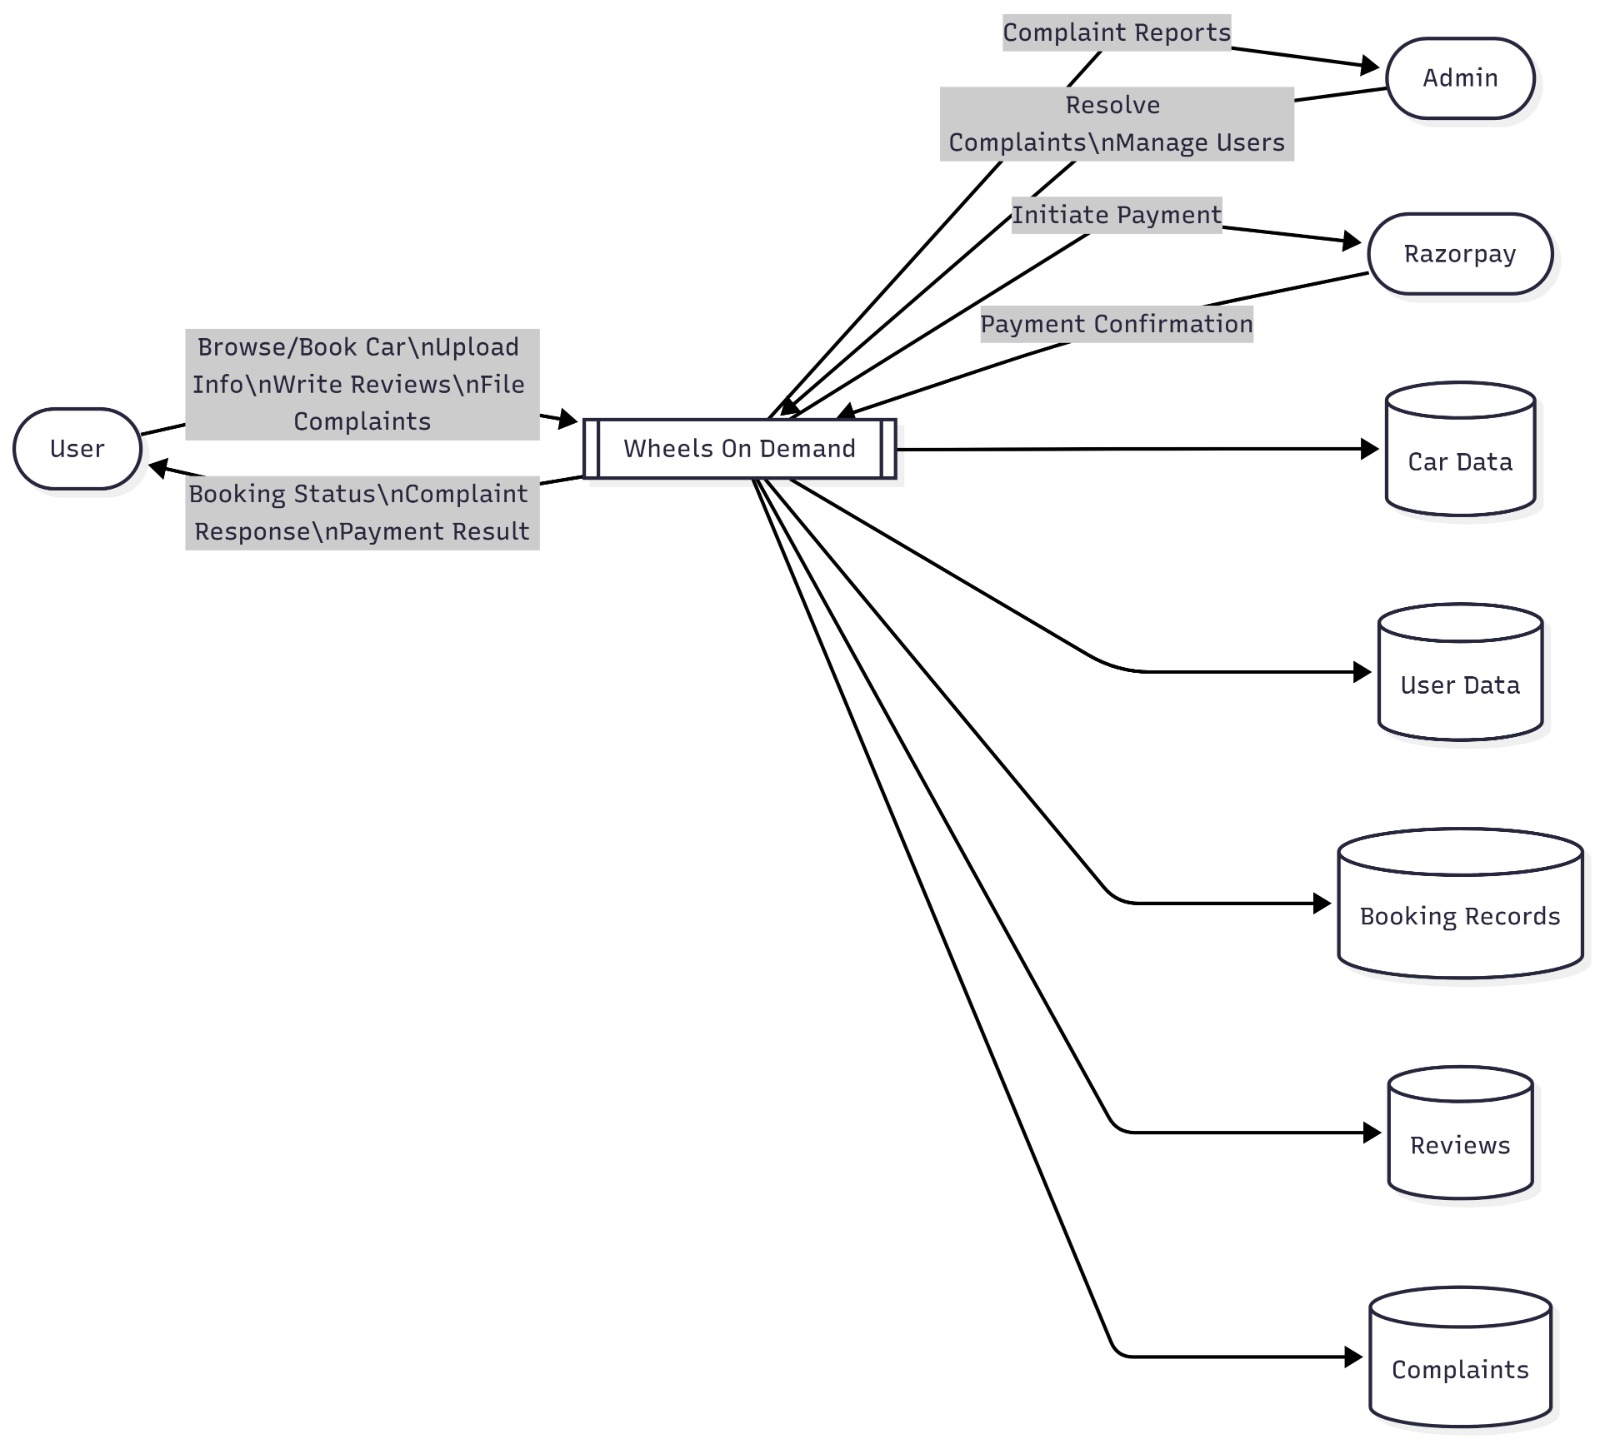 Complaint Reports
Admin
Resolve
Complaints\nManage Users
Initiate Payment
Razorpay
Payment Confirmation
Browse/Book Car\nUpload
Info\nWrite Reviews\nFile
Complaints
User
Wheels On Demand
Car Data
Booking Status\nComplaint
Response\nPayment Result
User Data
Booking Records
Reviews
Complaints